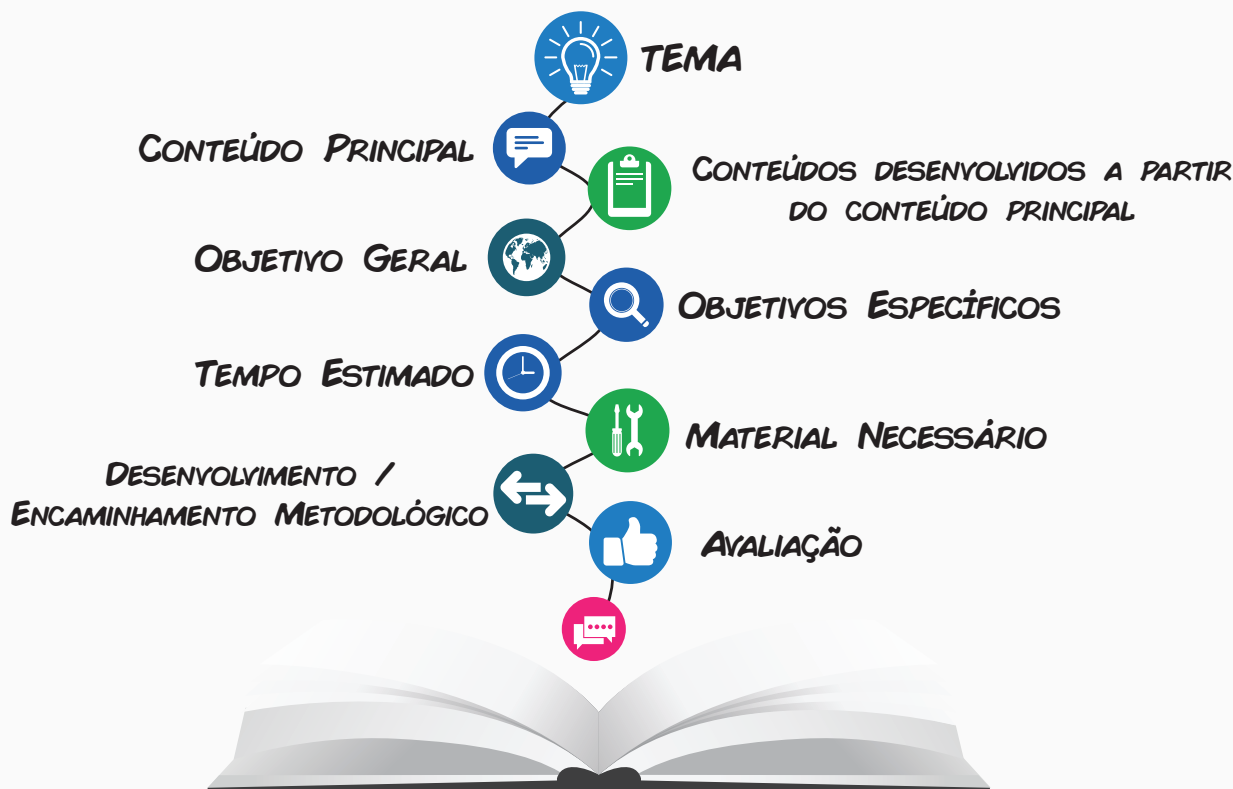 TEMA
CONTEÚDO PRINCIPAL
CONTEÚDOS DESENVOLVIDOS A PARTIR
DO CONTEÚDO PRINCIPAL
OBJETIVO GERAL
OBJETIVOS ESPECÍFICOS
TEMPO ESTIMADO
MATERIAL NECESSÁRIO
DESENVOLVIMENTO /
ENCAMINHAMENTO METODOLÓGICO
AVALIAÇÃO